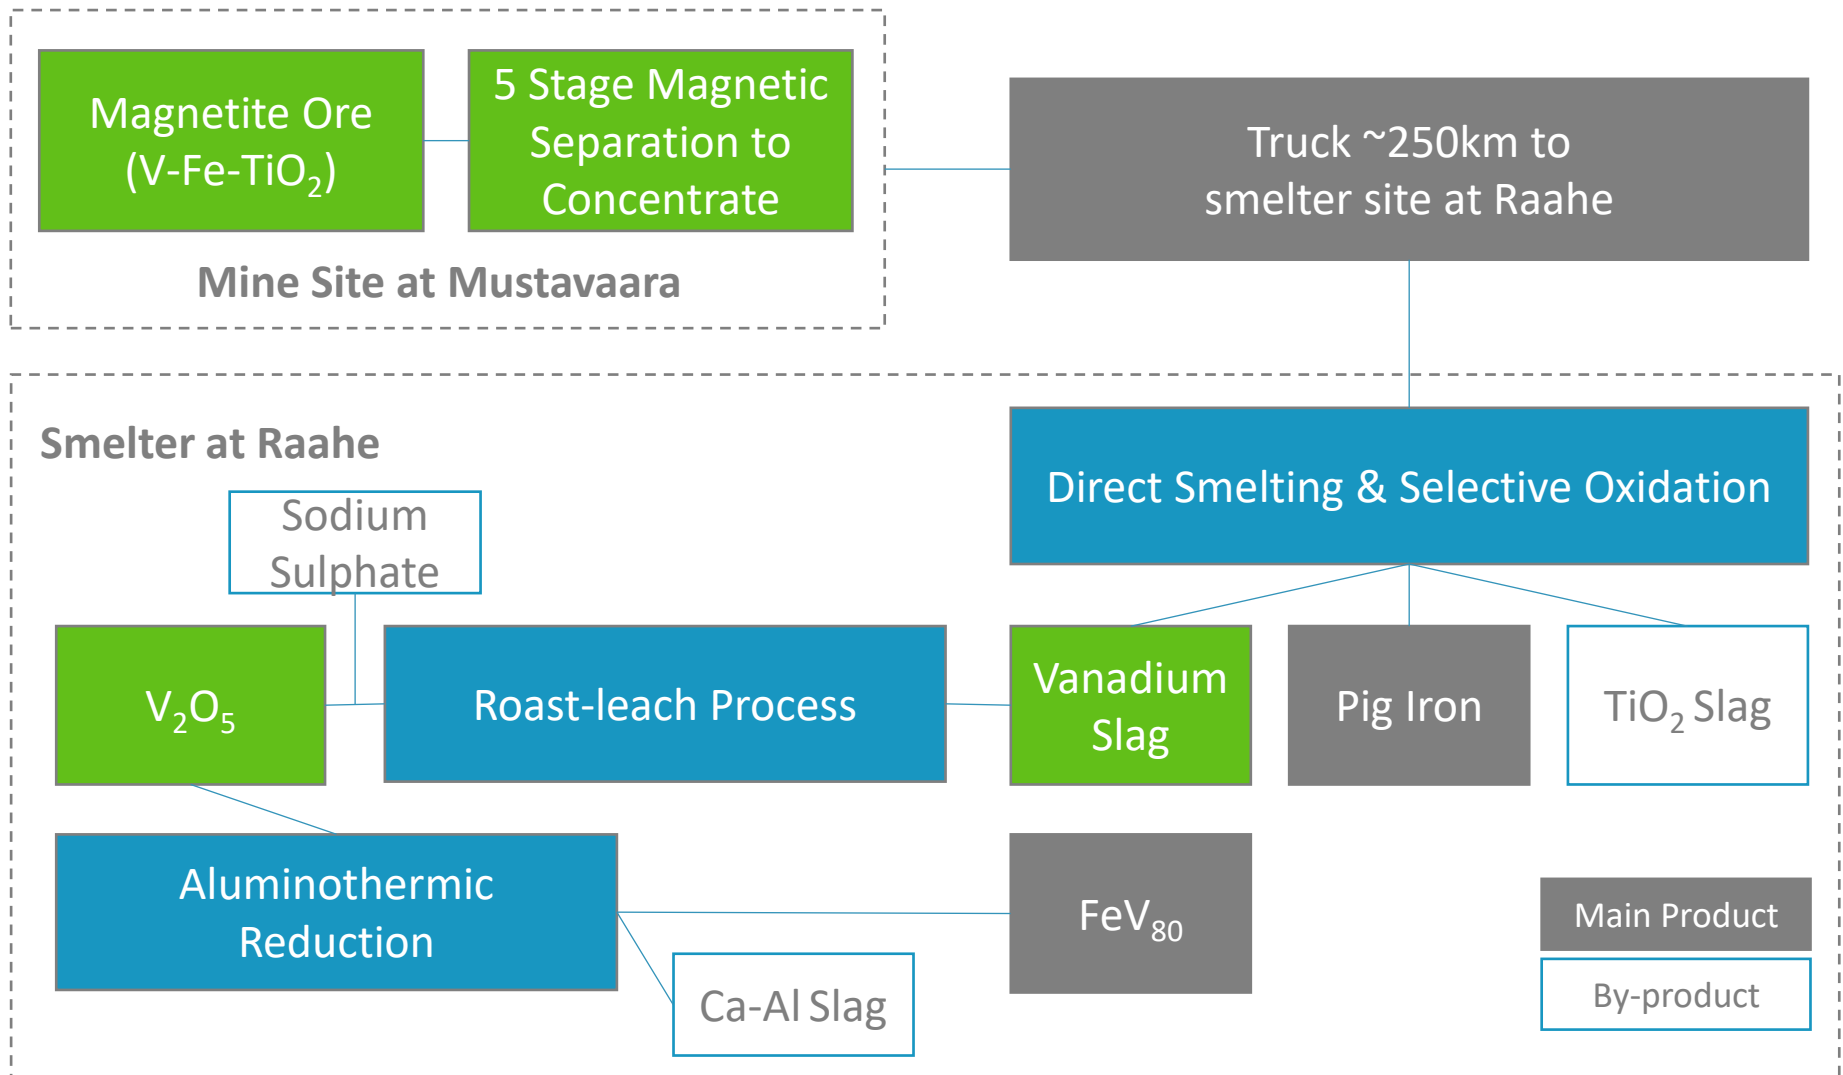 Magnetite Ore
(V-Fe-TiO₂)
5 Stage Magnetic
Separation to
Concentrate
Mine Site at Mustavaara
Truck ~250km to
smelter site at Raahe
Smelter at Raahe
Direct Smelting & Selective Oxidation
Sodium
Sulphate
V₂O₅
Roast-leach Process
Vanadium
Slag
Pig Iron
TiO₂ Slag
Aluminothermic
Reduction
Ca-Al Slag
FeV₈₀
Main Product
By-product